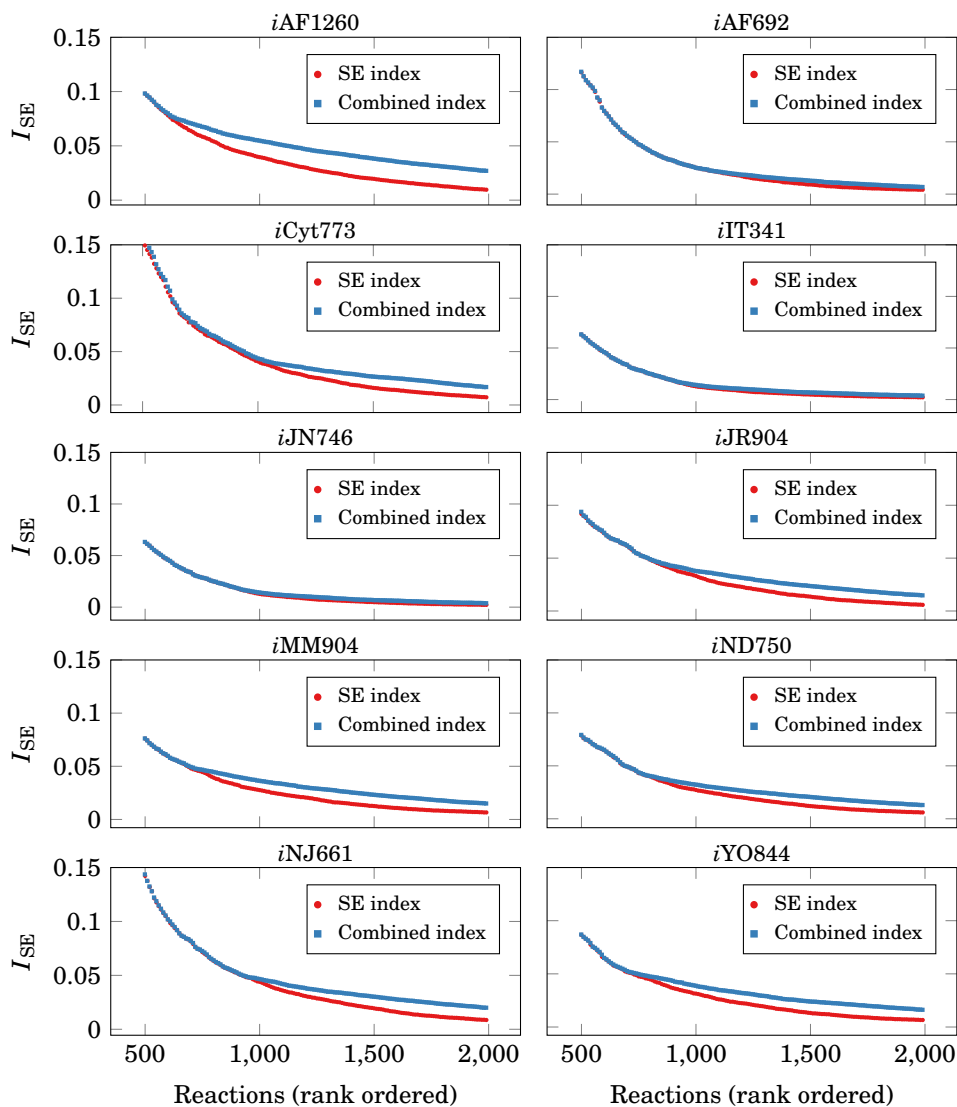 iAF1260
iAF692
0.15
0.1
0.05
0
I_SE
SE index
Combined index
SE index
Combined index
iCyt773
iIT341
0.15
0.1
0.05
0
I_SE
SE index
Combined index
SE index
Combined index
iJN746
iJR904
0.15
0.1
0.05
0
I_SE
SE index
Combined index
SE index
Combined index
iMM904
iND750
0.15
0.1
0.05
0
I_SE
SE index
Combined index
SE index
Combined index
iNJ661
iYO844
0.15
0.1
0.05
0
I_SE
SE index
Combined index
SE index
Combined index
500 1,000 1,500 2,000
500 1,000 1,500 2,000
Reactions (rank ordered)
Reactions (rank ordered)